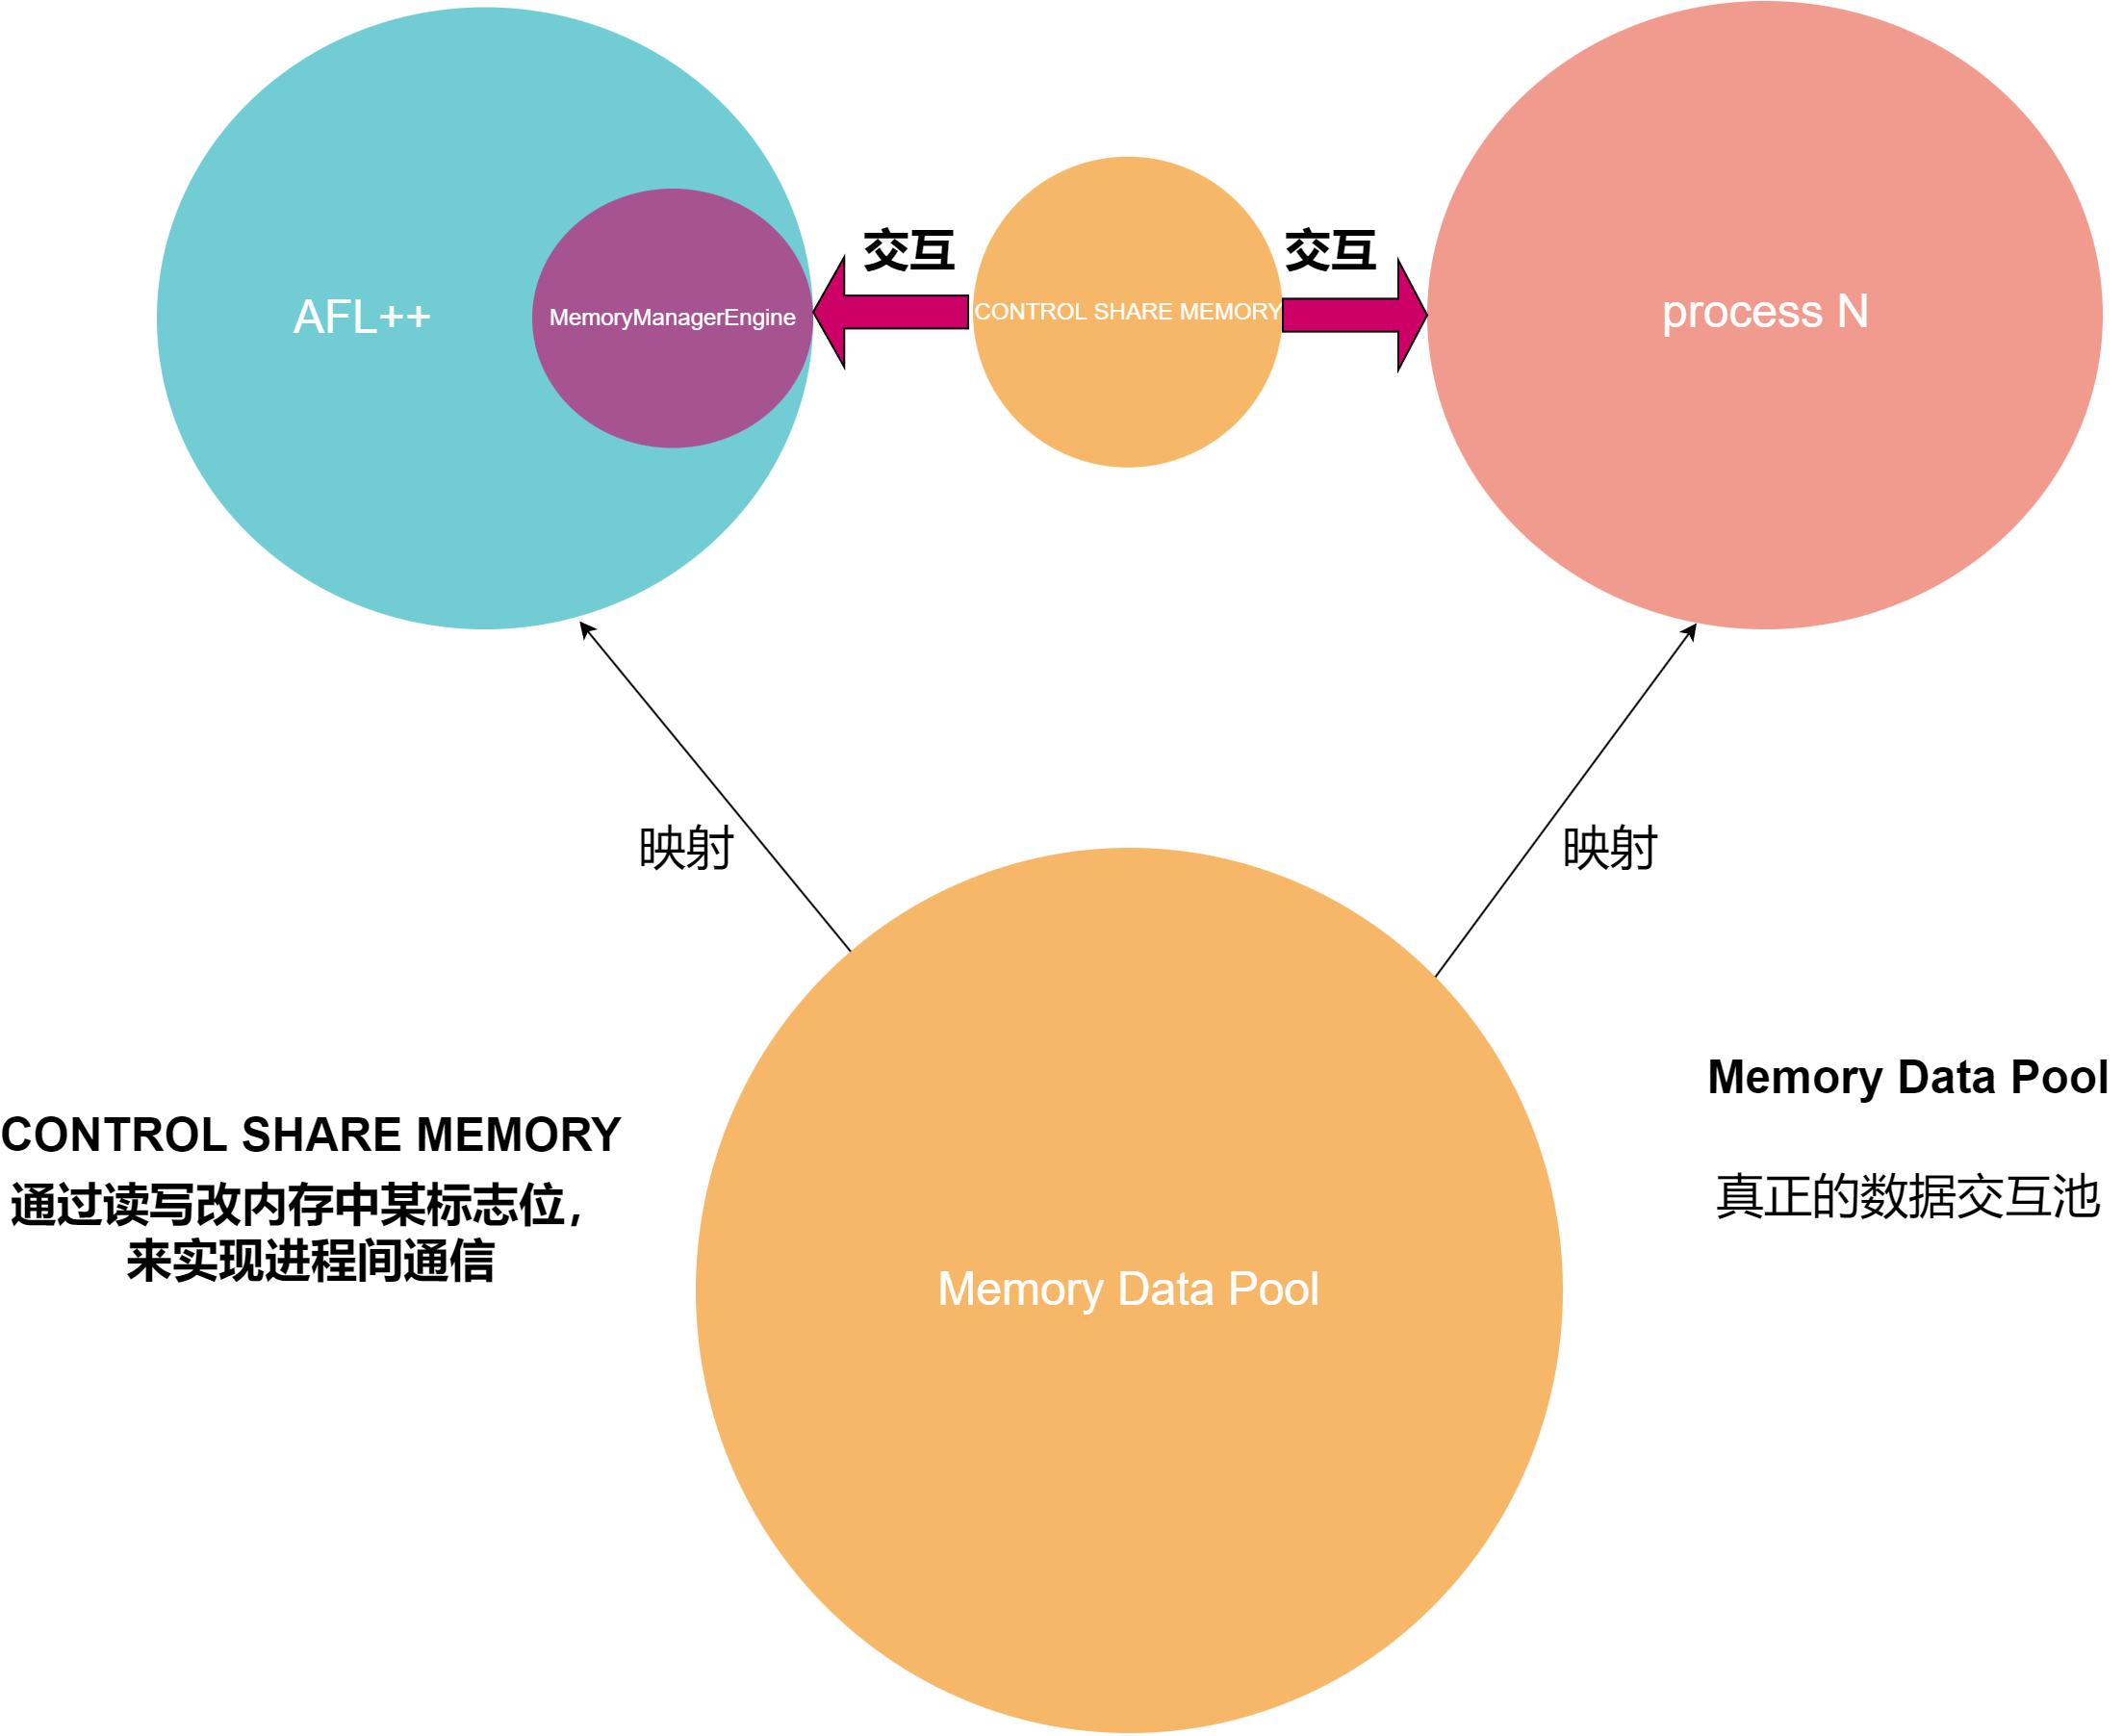 交互
交互
AFL++
MemoryManagerEngine
CONTROL SHARE MEMORY
process N
映射
映射
Memory Data Pool
CONTROL SHARE MEMORY
通过读写改内存中某标志位，
来实现进程间通信
真正的数据交互池
Memory Data Pool